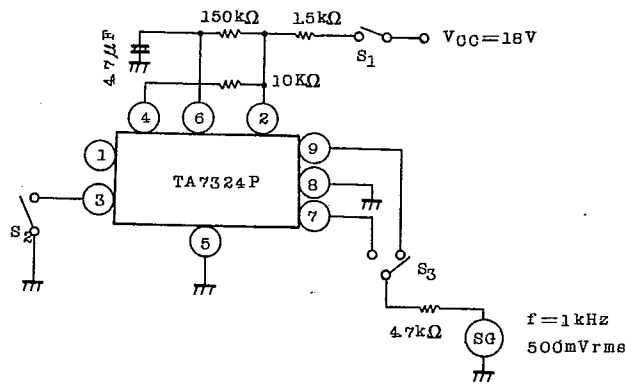 150kΩ
1.5kΩ
S1
VCC=18V
4.7μF
10KΩ
4
6
2
1
9
TA7324P
8
3
7
S2
5
S3
4.7kΩ
f=1kHz
SG
500mVrms